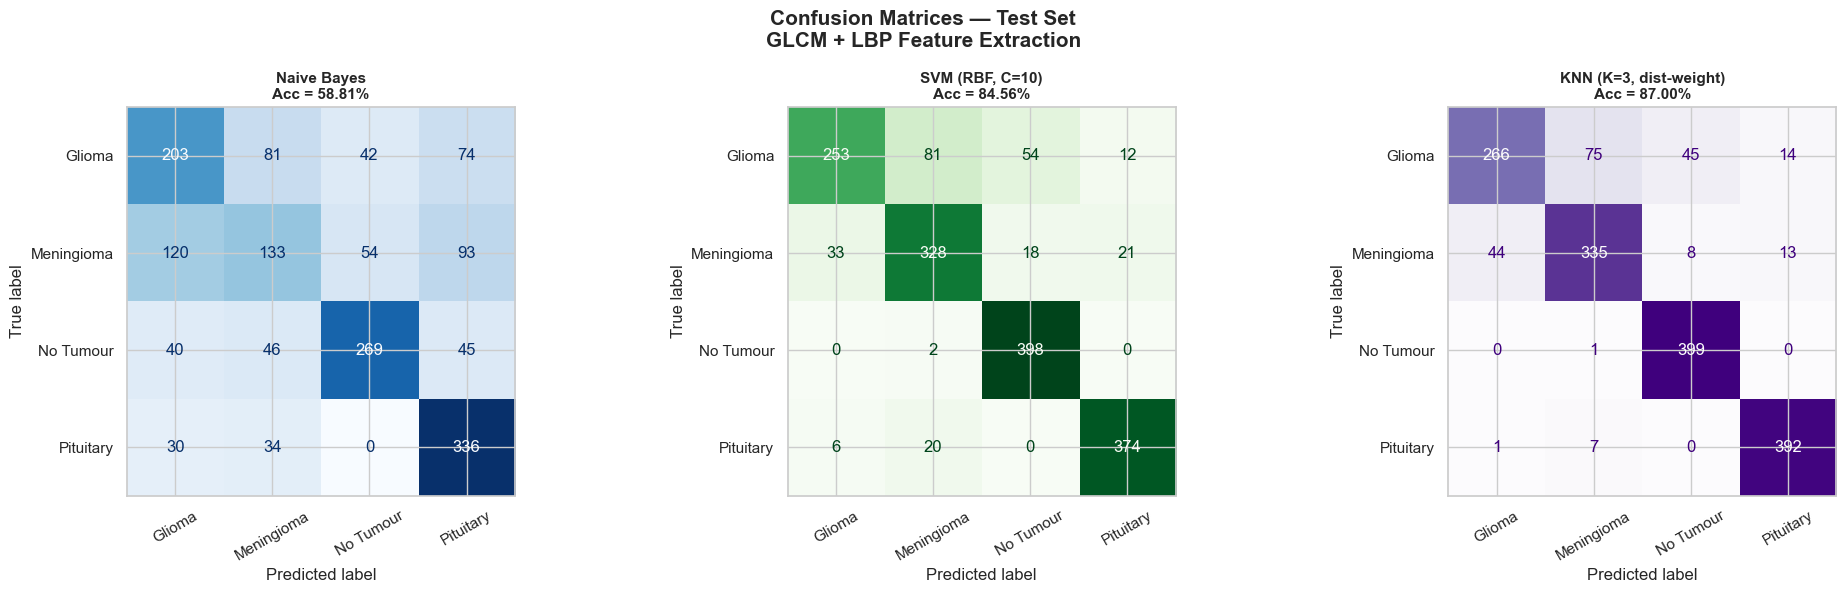 Confusion Matrices — Test Set
GLCM + LBP Feature Extraction
Naive Bayes
Acc = 58.81%
True label
Glioma 203 81 42 74
Meningioma 120 133 54 93
No Tumour 40 46 269 45
Pituitary 30 34 0 336
Glioma Meningioma No Tumour Pituitary
Predicted label
SVM (RBF, C=10)
Acc = 84.56%
True label
Glioma 253 81 54 12
Meningioma 33 328 18 21
No Tumour 0 2 398 0
Pituitary 6 20 0 374
Glioma Meningioma No Tumour Pituitary
Predicted label
KNN (K=3, dist-weight)
Acc = 87.00%
True label
Glioma 266 75 45 14
Meningioma 44 335 8 13
No Tumour 0 1 399 0
Pituitary 1 7 0 392
Glioma Meningioma No Tumour Pituitary
Predicted label